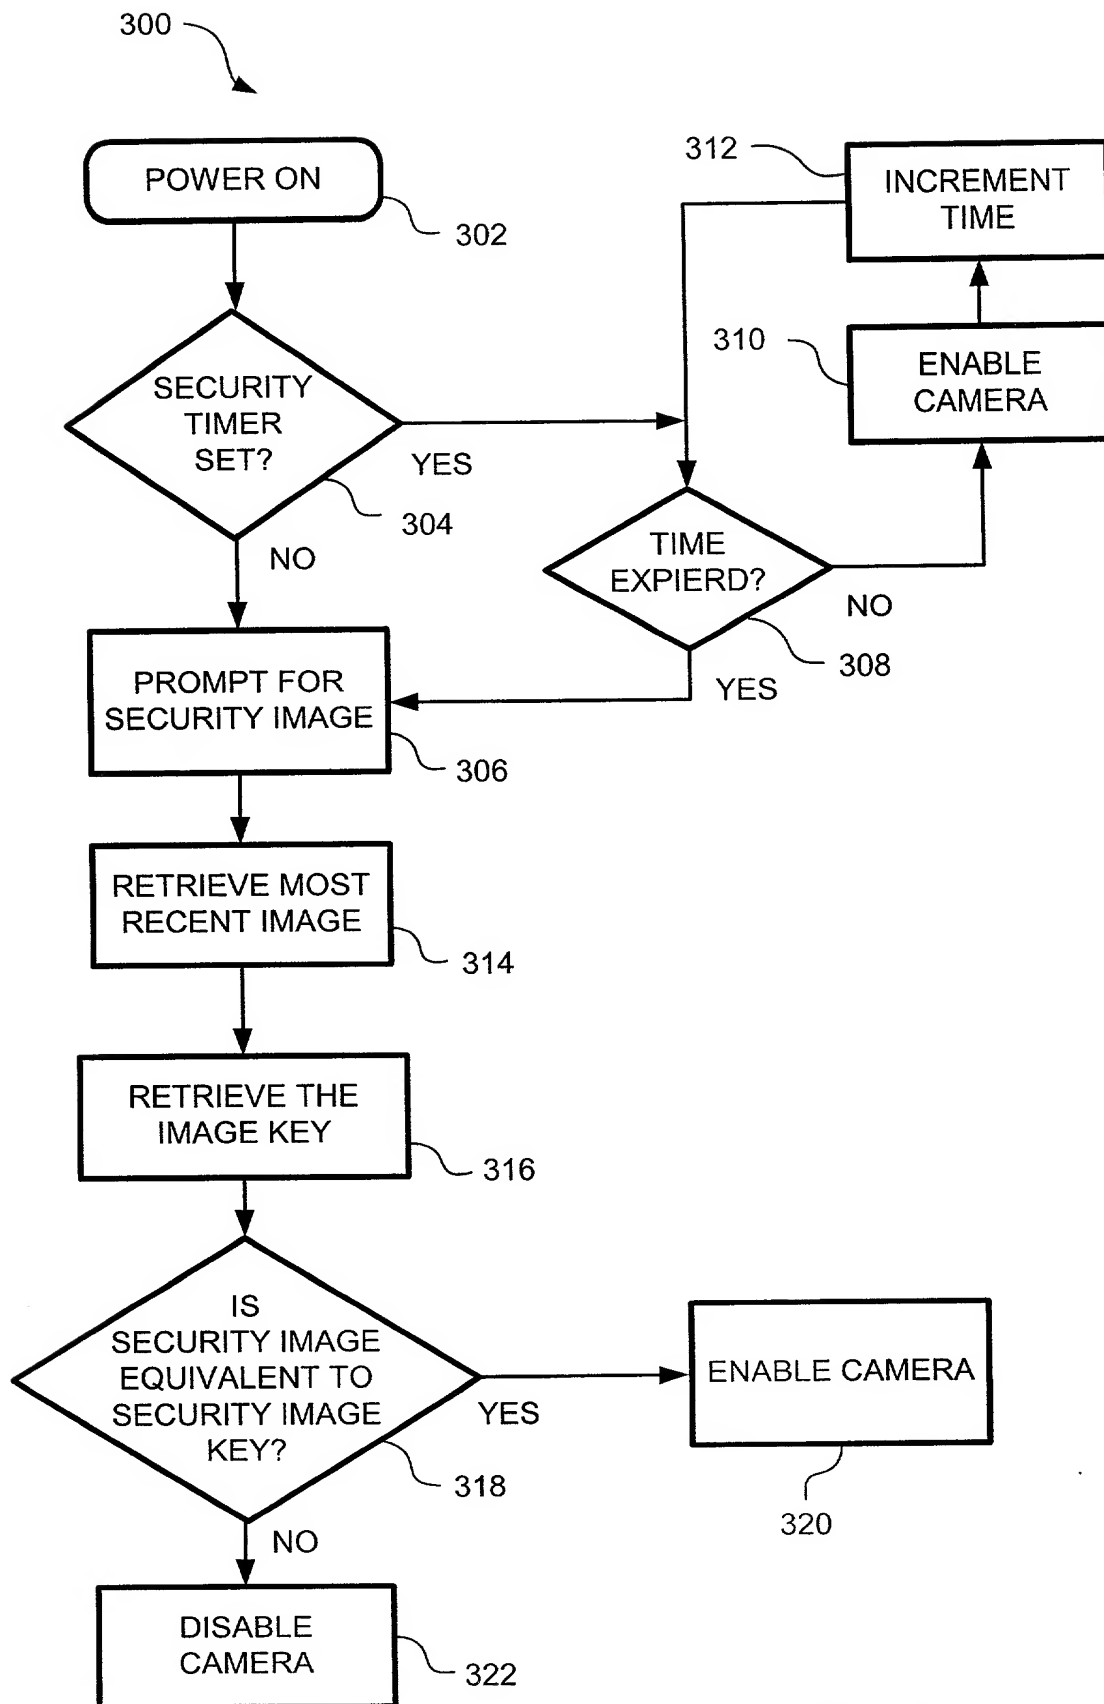 300
POWER ON
302
312
INCREMENT
TIME
310
ENABLE
CAMERA
SECURITY
TIMER
SET?
YES
304
NO
TIME
EXPIERD?
NO
308
YES
PROMPT FOR
SECURITY IMAGE
306
RETRIEVE MOST
RECENT IMAGE
314
RETRIEVE THE
IMAGE KEY
316
IS
SECURITY IMAGE
EQUIVALENT TO
SECURITY IMAGE
KEY?
YES
318
NO
ENABLE CAMERA
320
DISABLE
CAMERA
322